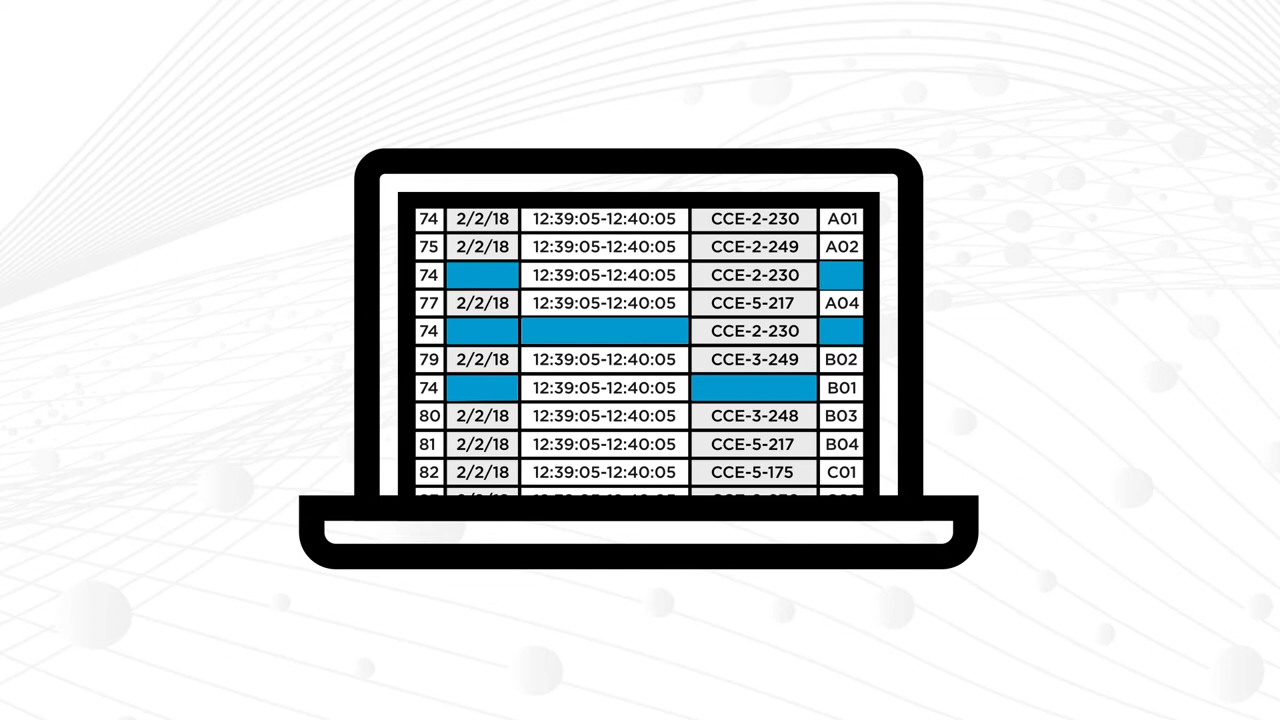 74 2/2/18 12:39:05-12:40:05 CCE-2-230 A01
75 2/2/18 12:39:05-12:40:05 CCE-2-249 A02
74 12:39:05-12:40:05 CCE-2-230
77 2/2/18 12:39:05-12:40:05 CCE-5-217 A04
74 CCE-2-230
79 2/2/18 12:39:05-12:40:05 CCE-3-249 B02
74 12:39:05-12:40:05 B01
80 2/2/18 12:39:05-12:40:05 CCE-3-248 B03
81 2/2/18 12:39:05-12:40:05 CCE-5-217 B04
82 2/2/18 12:39:05-12:40:05 CCE-5-175 C01